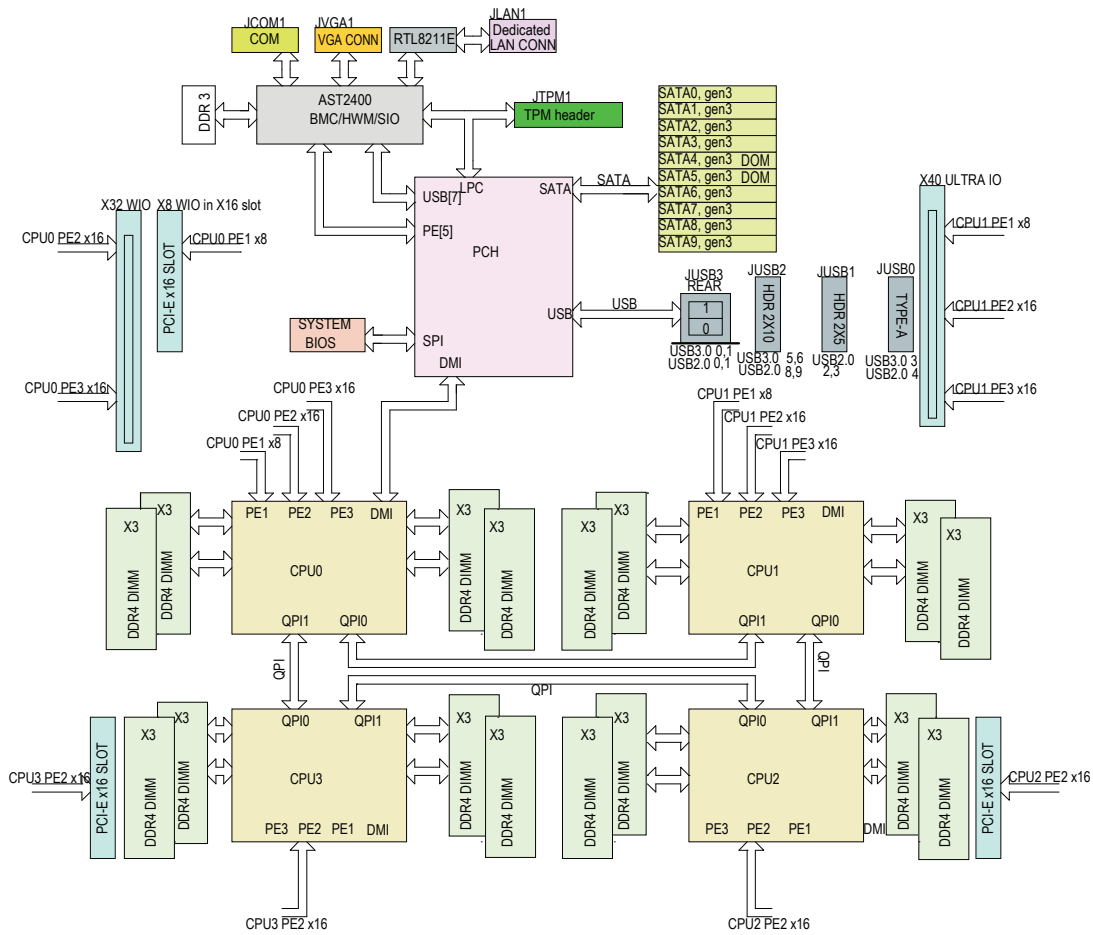 JCOM1
COM
JVGA1
VGA CONN
RTL8211E
JLAN1
Dedicated
LAN CONN
DDR 3
AST2400
BMC/HWM/SIO
JTPM1
TPM header
SATA0, gen3
SATA1, gen3
SATA2, gen3
SATA3, gen3
SATA4, gen3 DOM
SATA5, gen3 DOM
SATA6, gen3
SATA7, gen3
SATA8, gen3
SATA9, gen3
LPC
USB[7]
PE[5]
PCH
SATA
SATA
USB
USB
SPI
DMI
SYSTEM
BIOS
X32 WIO
X8 WIO in X16 slot
CPU0 PE2 x16
CPU0 PE1 x8
PCI-E x16 SLOT
CPU0 PE3 x16
X40 ULTRA IO
CPU1 PE1 x8
CPU1 PE2 x16
CPU1 PE3 x16
JUSB3
REAR
1
0
USB3.0 0,1
USB2.0 0,1
JUSB2
HDR 2X10
USB3.0 5,6
USB2.0 8,9
JUSB1
HDR 2X5
USB2.0
2,3
JUSB0
TYPE-A
USB3.0 3
USB2.0 4
CPU0 PE3 x16
CPU0 PE2 x16
CPU0 PE1 x8
CPU1 PE1 x8
CPU1 PE2 x16
CPU1 PE3 x16
X3
DDR4 DIMM
X3
DDR4 DIMM
PE1 PE2 PE3 DMI
CPU0
QPI1 QPI0
X3
DDR4 DIMM
X3
DDR4 DIMM
X3
DDR4 DIMM
X3
DDR4 DIMM
PE1 PE2 PE3 DMI
CPU1
QPI1 QPI0
X3
DDR4 DIMM
X3
DDR4 DIMM
QPI
QPI
QPI
CPU3 PE2 x16
PCI-E x16 SLOT
X3
DDR4 DIMM
X3
DDR4 DIMM
QPI0 QPI1
CPU3
PE3 PE2 PE1 DMI
X3
DDR4 DIMM
X3
DDR4 DIMM
X3
DDR4 DIMM
X3
DDR4 DIMM
QPI0 QPI1
CPU2
PE3 PE2 PE1 DMI
X3
DDR4 DIMM
X3
DDR4 DIMM
PCI-E x16 SLOT
CPU2 PE2 x16
CPU3 PE2 x16
CPU2 PE2 x16